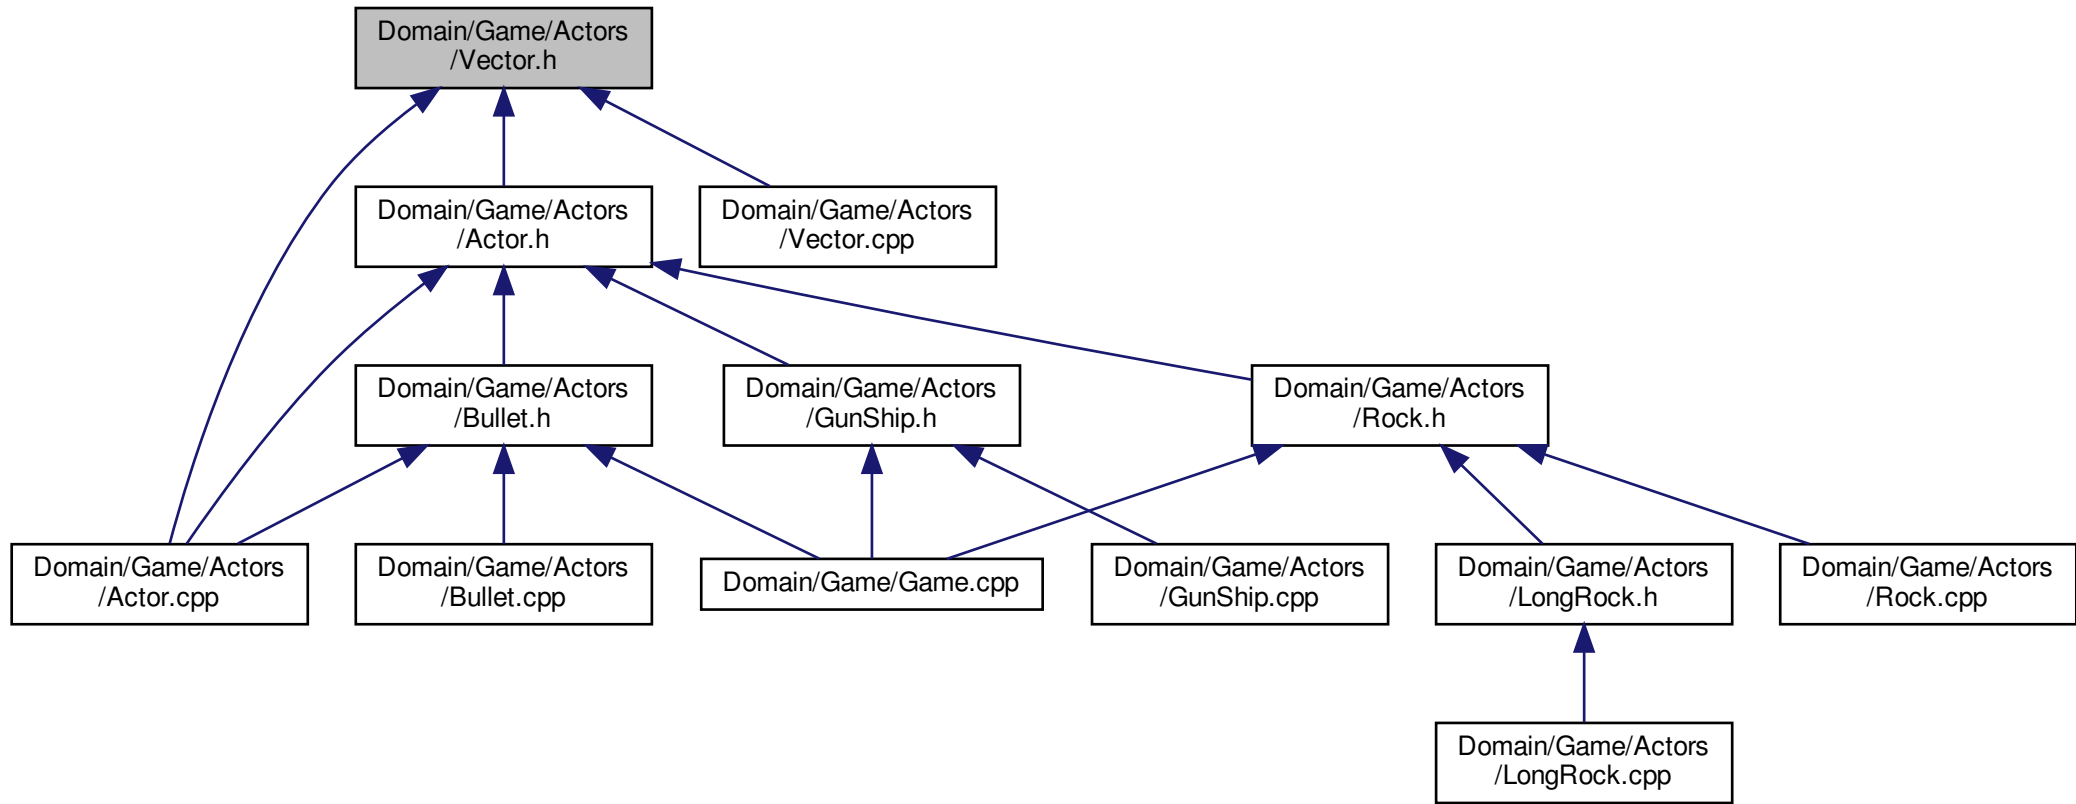 Domain/Game/Actors
/Vector.h
Domain/Game/Actors
/Actor.h
Domain/Game/Actors
/Vector.cpp
Domain/Game/Actors
/Bullet.h
Domain/Game/Actors
/GunShip.h
Domain/Game/Actors
/Rock.h
Domain/Game/Actors
/Actor.cpp
Domain/Game/Actors
/Bullet.cpp
Domain/Game/Game.cpp
Domain/Game/Actors
/GunShip.cpp
Domain/Game/Actors
/LongRock.h
Domain/Game/Actors
/Rock.cpp
Domain/Game/Actors
/LongRock.cpp